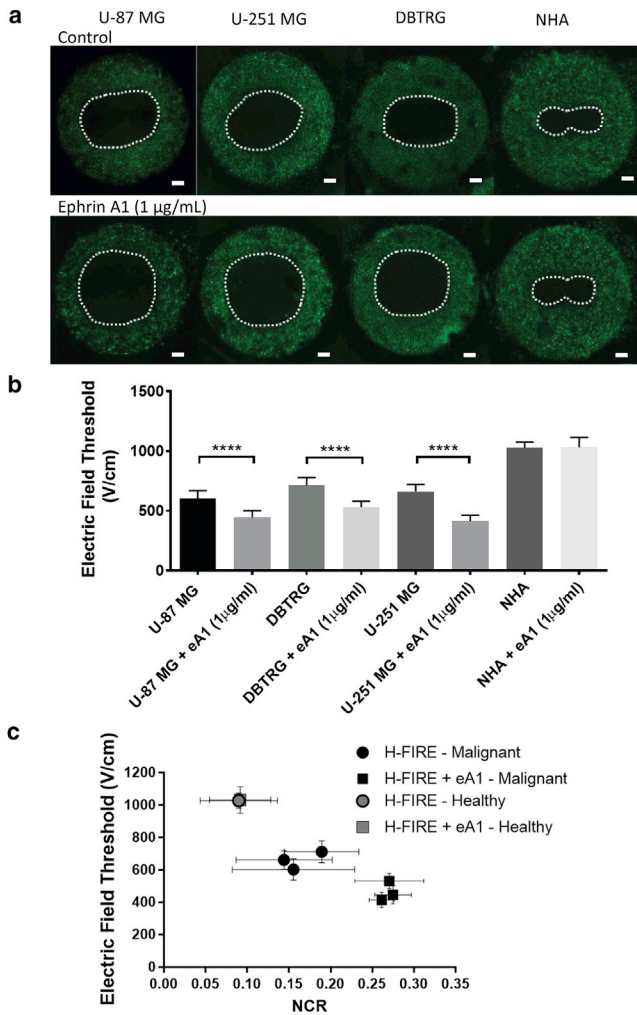 a
U-87 MG U-251 MG DBTRG NHA
Control
Ephrin A1 (1 µg/mL)
b
Electric Field Threshold
(V/cm)
1500
1000
500
0
****
****
****
U-87 MG
U-87 MG + eA1 (1µg/ml)
DBTRG
DBTRG + eA1 (1µg/ml)
U-251 MG
U-251 MG + eA1 (1µg/ml)
NHA
NHA + eA1 (1µg/ml)
c
Electric Field Threshold (V/cm)
1200
1000
800
600
400
200
0
0.00 0.05 0.10 0.15 0.20 0.25 0.30 0.35
NCR
H-FIRE - Malignant
H-FIRE + eA1 - Malignant
H-FIRE - Healthy
H-FIRE + eA1 - Healthy